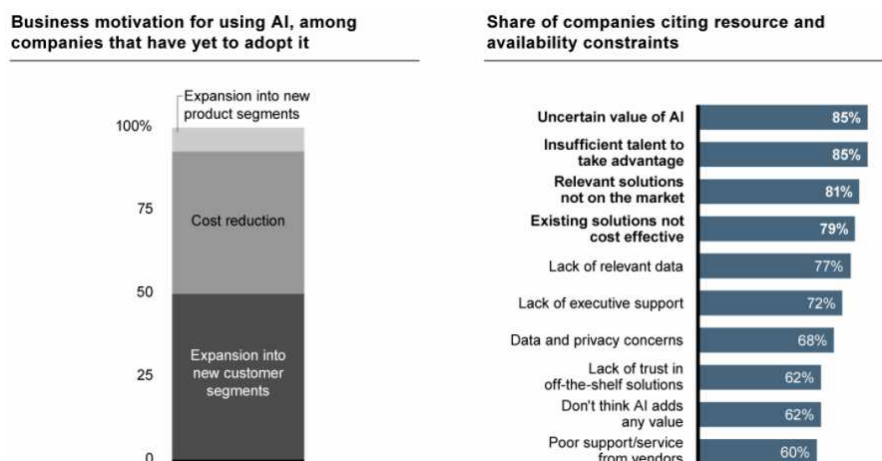 Business motivation for using AI, among
companies that have yet to adopt it
Expansion into new
product segments
100%
75
Cost reduction
50
Expansion into
new customer
segments
25
0
Share of companies citing resource and
availability constraints
Uncertain value of AI
85%
Insufficient talent to
take advantage
85%
Relevant solutions
not on the market
81%
Existing solutions not
cost effective
79%
Lack of relevant data
77%
Lack of executive support
72%
Data and privacy concerns
68%
Lack of trust in
off-the-shelf solutions
62%
Don't think AI adds
any value
62%
Poor support/service
from vendors
60%